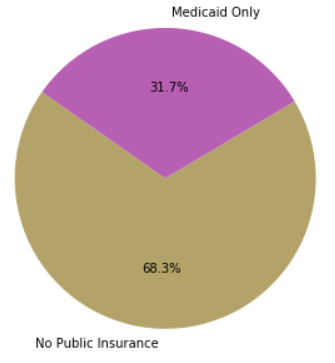 Medicaid Only
31.7%
68.3%
No Public Insurance